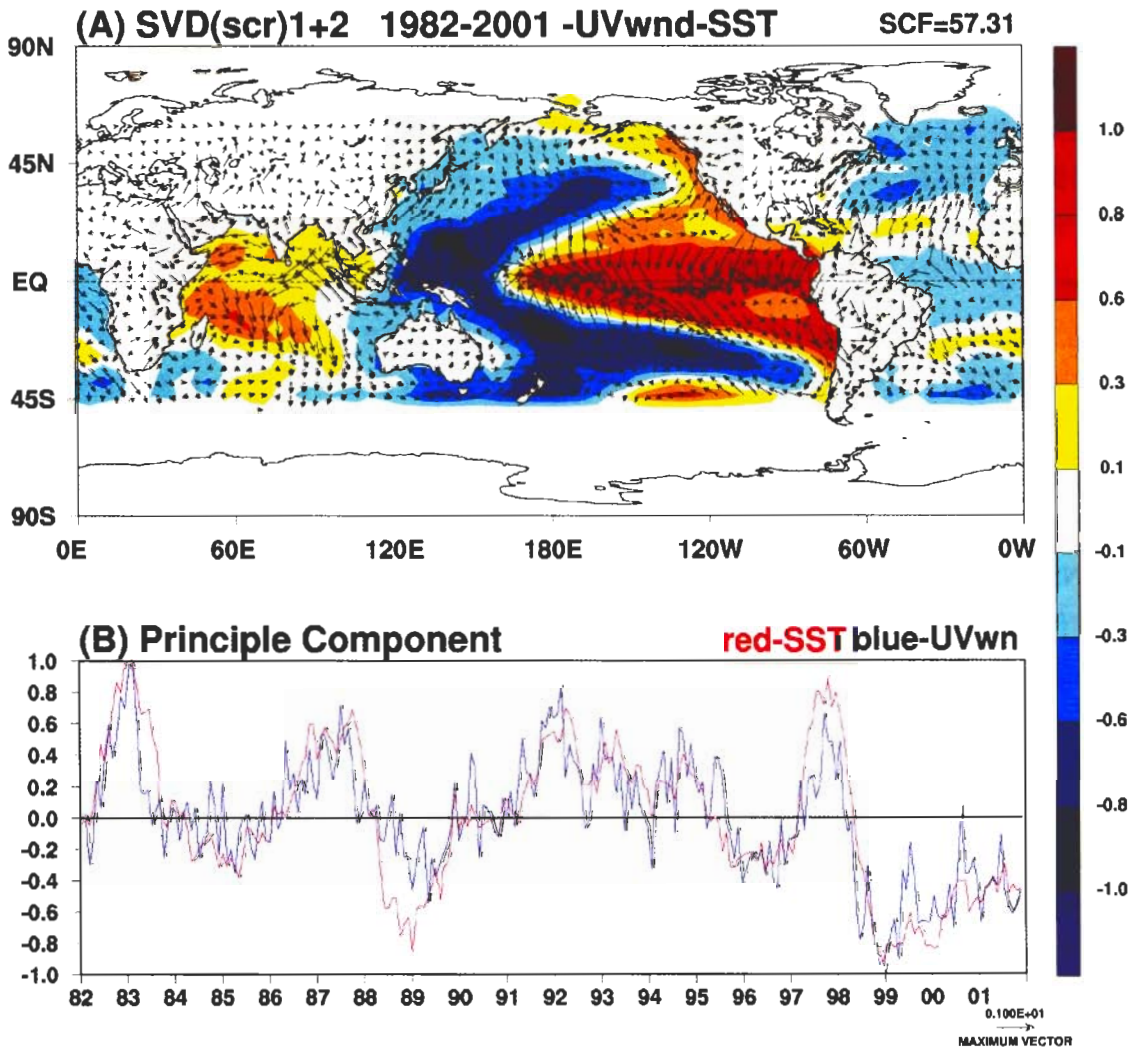 (A) SVD(scr)1+2 1982-2001 -UVwnd-SST SCF=57.31
90N
45N
EQ
45S
90S
0E 60E 120E 180E 120W 60W 0W
1.0
0.8
0.6
0.3
0.1
-0.1
-0.3
-0.6
-0.8
-1.0
(B) Principle Component red-SST blue-UVwn
1.0
0.8
0.6
0.4
0.2
0.0
-0.2
-0.4
-0.6
-0.8
-1.0
82 83 84 85 86 87 88 89 90 91 92 93 94 95 96 97 98 99 00 01
0.100E+01
MAXIMUM VECTOR